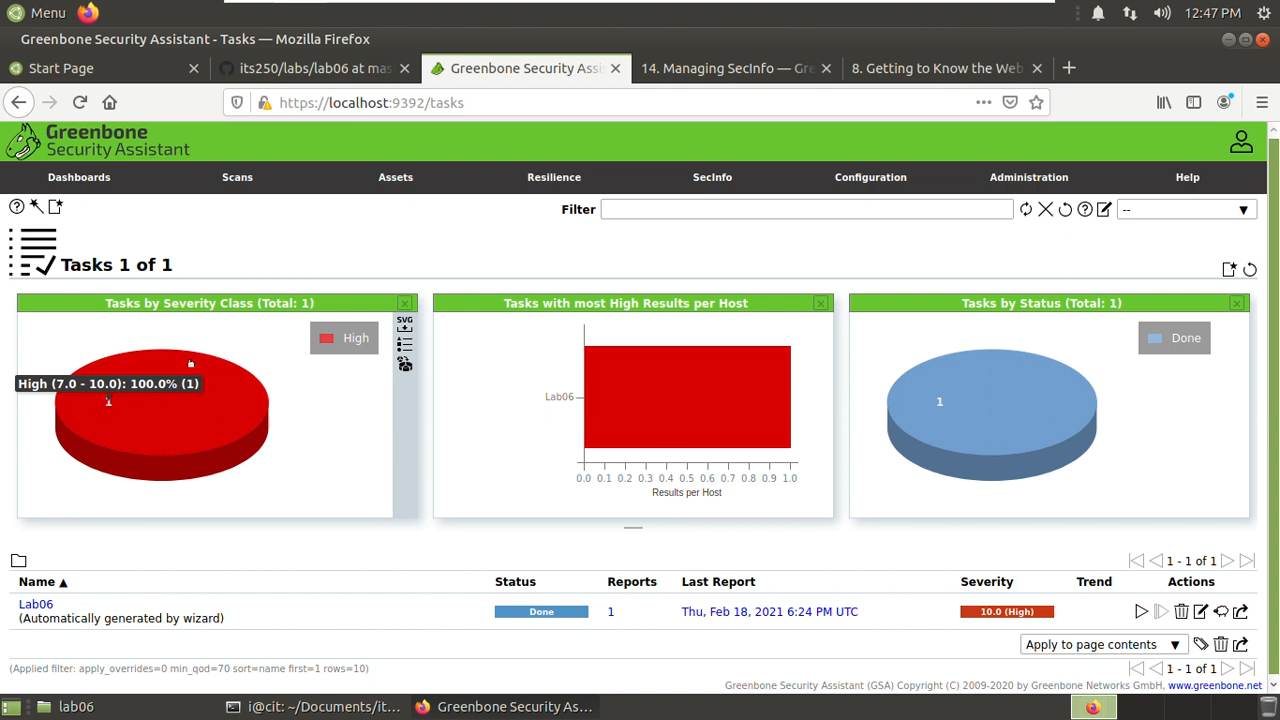 Menu
12:47 PM
Greenbone Security Assistant - Tasks — Mozilla Firefox
Start Page
its250/labs/lab06 at mas
Greenbone Security Assis
14. Managing SecInfo — Gre
8. Getting to Know the Web
https://localhost:9392/tasks
Greenbone
Security Assistant
Dashboards Scans Assets Resilience SecInfo Configuration Administration Help
Filter
--
Tasks 1 of 1
Tasks by Severity Class (Total: 1)
SVG
High
High (7.0 - 10.0): 100.0% (1)
1
Tasks with most High Results per Host
Lab06
0.0 0.1 0.2 0.3 0.4 0.5 0.6 0.7 0.8 0.9 1.0
Results per Host
Tasks by Status (Total: 1)
Done
1
1 - 1 of 1
Name ▲ Status Reports Last Report Severity Trend Actions
Lab06
(Automatically generated by wizard)
Done 1 Thu, Feb 18, 2021 6:24 PM UTC 10.0 (High)
Apply to page contents
(Applied filter: apply_overrides=0 min_qod=70 sort=name first=1 rows=10)
1 - 1 of 1
Greenbone Security Assistant (GSA) Copyright (C) 2009-2020 by Greenbone Networks GmbH, www.greenbone.net
lab06
i@cit: ~/Documents/it...
Greenbone Security As...